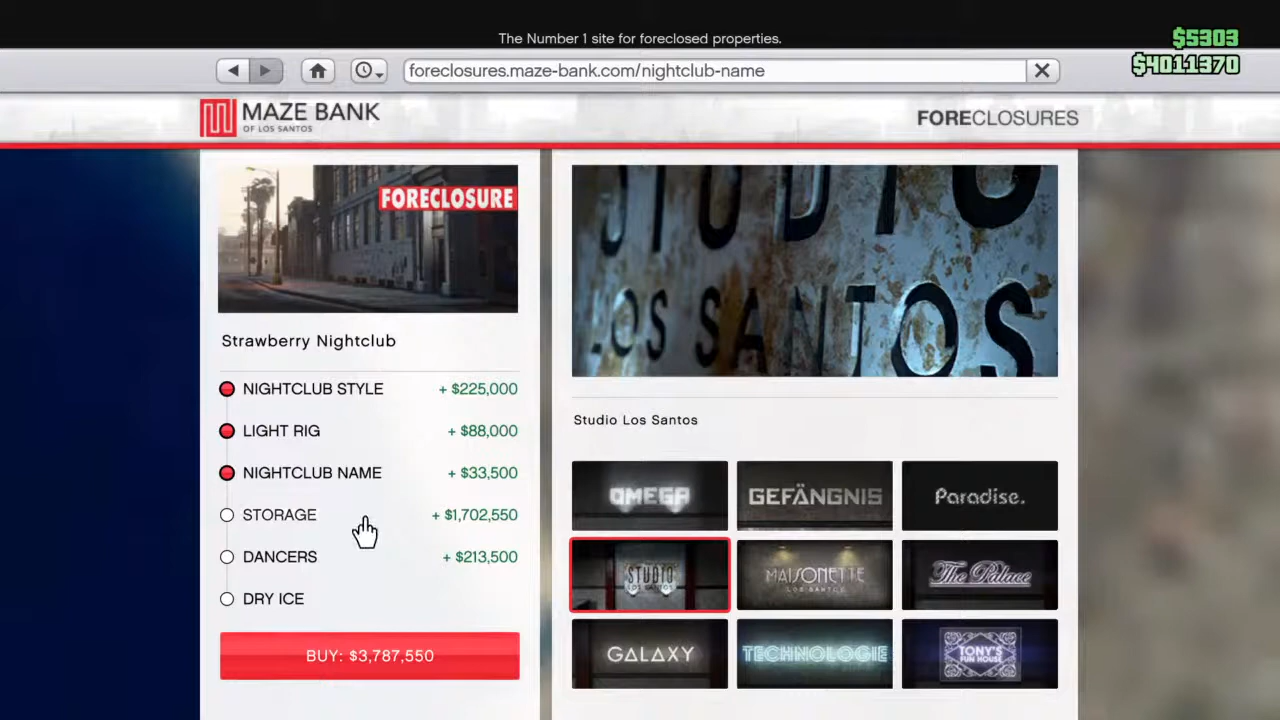 The Number 1 site for foreclosed properties.
$5303
$4011370
foreclosures.maze-bank.com/nightclub-name
MAZE BANK
OF LOS SANTOS
FORECLOSURES
FORECLOSURE
STUDIO
LOS SANTOS
Strawberry Nightclub
NIGHTCLUB STYLE + $225,000
LIGHT RIG + $88,000
NIGHTCLUB NAME + $33,500
STORAGE + $1,702,550
DANCERS + $213,500
DRY ICE
BUY: $3,787,550
Studio Los Santos
OMEGA
GEFÄNGNIS
Paradise.
STUDIO
LOS SANTOS
MAISONETTE
LOS SANTOS
The Palace
GALAXY
TECHNOLOGIE
TONY'S
FUN HOUSE